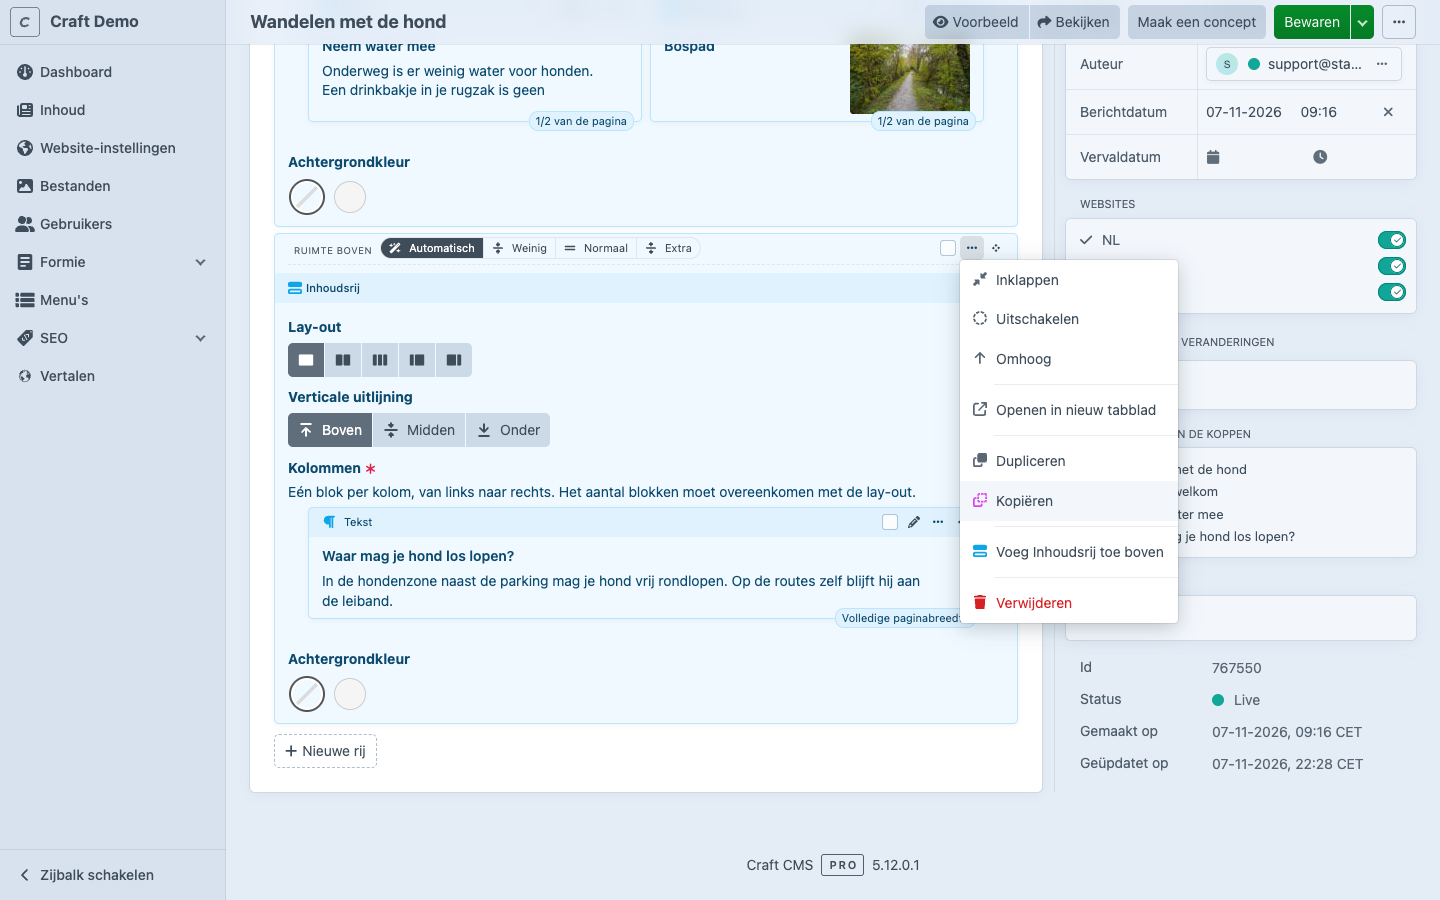 C
Craft Demo
Dashboard
Inhoud
Website-instellingen
Bestanden
Gebruikers
Formie
Menu's
SEO
Vertalen
Zijbalk schakelen
Wandelen met de hond
Voorbeeld
Bekijken
Maak een concept
Bewaren
Neem water mee
Onderweg is er weinig water voor honden.
Een drinkbakje in je rugzak is geen
1/2 van de pagina
Bospad
1/2 van de pagina
Achtergrondkleur
RUIMTE BOVEN
Automatisch
Weinig
Normaal
Extra
Inhoudsrij
Lay-out
Verticale uitlijning
Boven
Midden
Onder
Kolommen
Eén blok per kolom, van links naar rechts. Het aantal blokken moet overeenkomen met de lay-out.
Tekst
Waar mag je hond los lopen?
In de hondenzone naast de parking mag je hond vrij rondlopen. Op de routes zelf blijft hij aan
de leiband.
Volledige paginabreedt
Achtergrondkleur
Nieuwe rij
Inklappen
Uitschakelen
Omhoog
Openen in nieuw tabblad
Dupliceren
Kopiëren
Voeg Inhoudsrij toe boven
Verwijderen
Auteur
S
support@sta...
Berichtdatum
07-11-2026
09:16
Vervaldatum
WEBSITES
NL
VERANDERINGEN
N DE KOPPEN
net de hond
welkom
ter mee
g je hond los lopen?
Id
767550
Status
Live
Gemaakt op
07-11-2026, 09:16 CET
Geüpdatet op
07-11-2026, 22:28 CET
Craft CMS
PRO
5.12.0.1